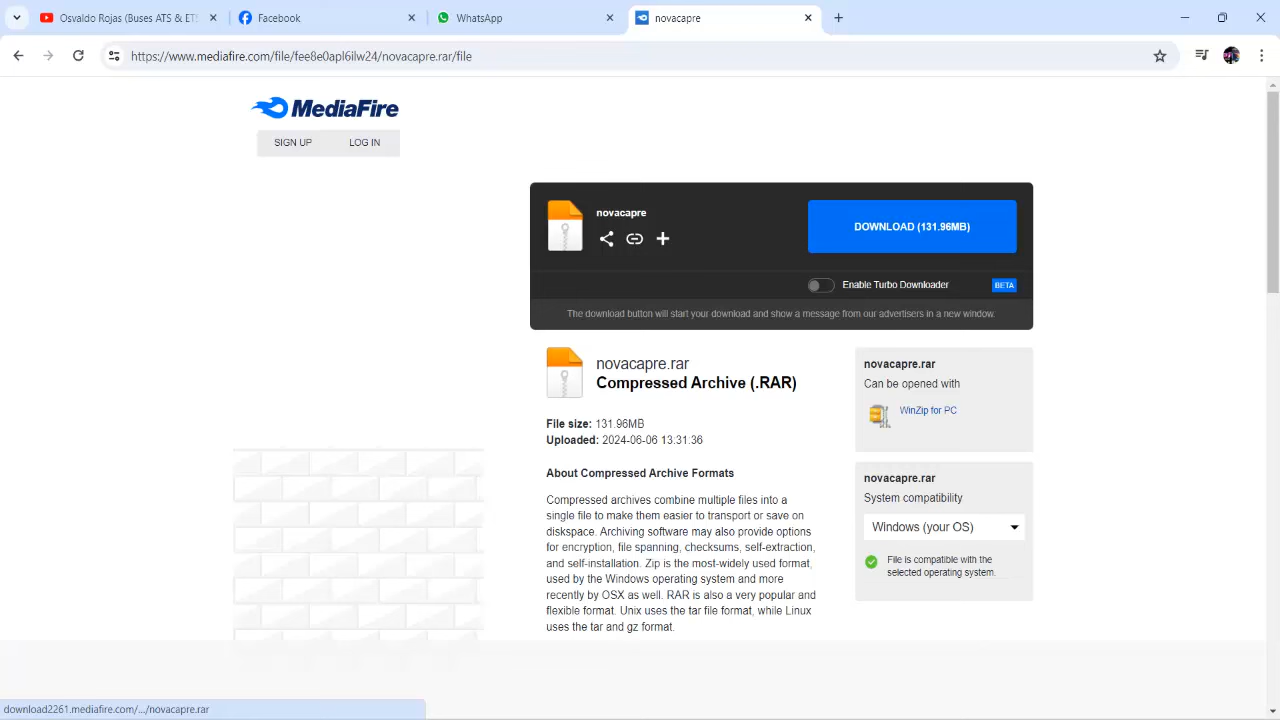 Osvaldo Rojas (Buses ATS & ETS
Facebook
WhatsApp
novacapre
https://www.mediafire.com/file/fee8e0apl6ilw24/novacapre.rar/file
MediaFire
SIGN UP
LOG IN
novacapre
DOWNLOAD (131.96MB)
Enable Turbo Downloader
BETA
The download button will start your download and show a message from our advertisers in a new window.
novacapre.rar
Compressed Archive (.RAR)
File size: 131.96MB
Uploaded: 2024-06-06 13:31:36
About Compressed Archive Formats
Compressed archives combine multiple files into a
single file to make them easier to transport or save on
diskspace. Archiving software may also provide options
for encryption, file spanning, checksums, self-extraction,
and self-installation. Zip is the most-widely used format,
used by the Windows operating system and more
recently by OSX as well. RAR is also a very popular and
flexible format. Unix uses the tar file format, while Linux
uses the tar and gz format.
novacapre.rar
Can be opened with
WinZip for PC
novacapre.rar
System compatibility
Windows (your OS)
File is compatible with the
selected operating system.
download2261.mediafire.com/.../novacapre.rar